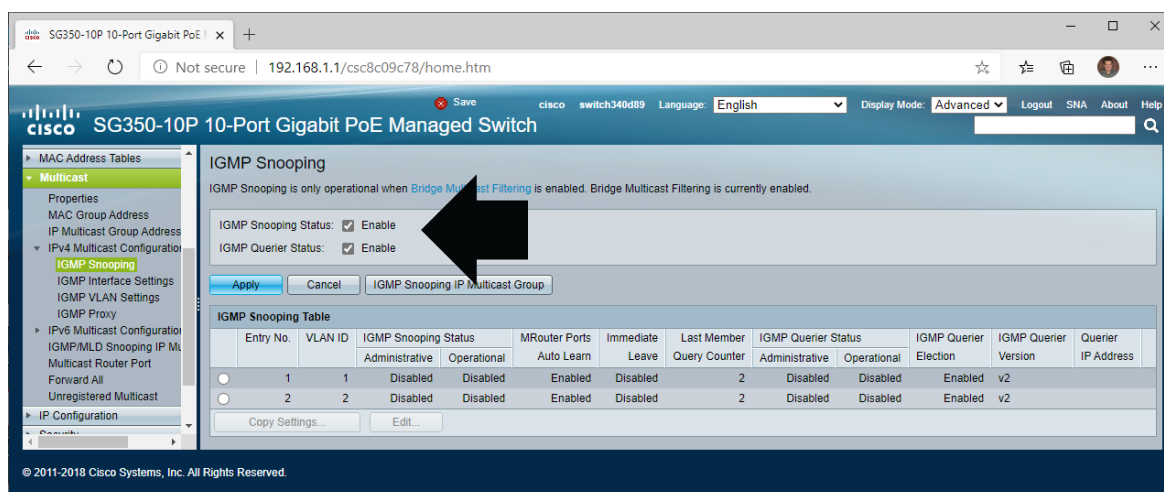 SG350-10P 10-Port Gigabit PoE
Not secure | 192.168.1.1/csc8c09c78/home.htm
Save cisco switch340d89 Language: English Display Mode: Advanced Logout SNA About Help
CISCO SG350-10P 10-Port Gigabit PoE Managed Switch
MAC Address Tables
Multicast
Properties
MAC Group Address
IP Multicast Group Address
IPv4 Multicast Configuration
IGMP Snooping
IGMP Interface Settings
IGMP VLAN Settings
IGMP Proxy
IPv6 Multicast Configuration
IGMP/MLD Snooping IP Mu
Multicast Router Port
Forward All
Unregistered Multicast
IP Configuration
Security
IGMP Snooping
IGMP Snooping is only operational when Bridge Multicast Filtering is enabled. Bridge Multicast Filtering is currently enabled.
IGMP Snooping Status: Enable
IGMP Querier Status: Enable
Apply Cancel IGMP Snooping IP Multicast Group
IGMP Snooping Table
Entry No. VLAN ID IGMP Snooping Status MRouter Ports Immediate Last Member IGMP Querier Status IGMP Querier IGMP Querier Querier
Administrative Operational Auto Learn Leave Query Counter Administrative Operational Election Version IP Address
1 1 Disabled Disabled Enabled Disabled 2 Disabled Disabled Enabled v2
2 2 Disabled Disabled Enabled Disabled 2 Disabled Disabled Enabled v2
Copy Settings... Edit...
© 2011-2018 Cisco Systems, Inc. All Rights Reserved.